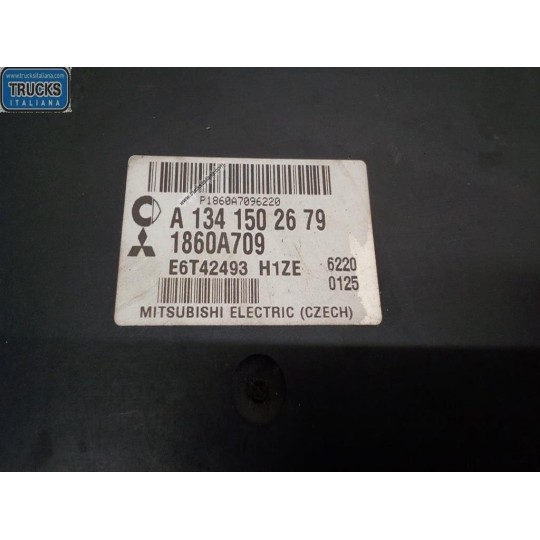 www.trucksitaliana.com
TRUCKS
ITALIANA
P1860A7096220
A 134 150 26 79
1860A709
E6T42493 H1ZE 6220
0125
MITSUBISHI ELECTRIC (CZECH)